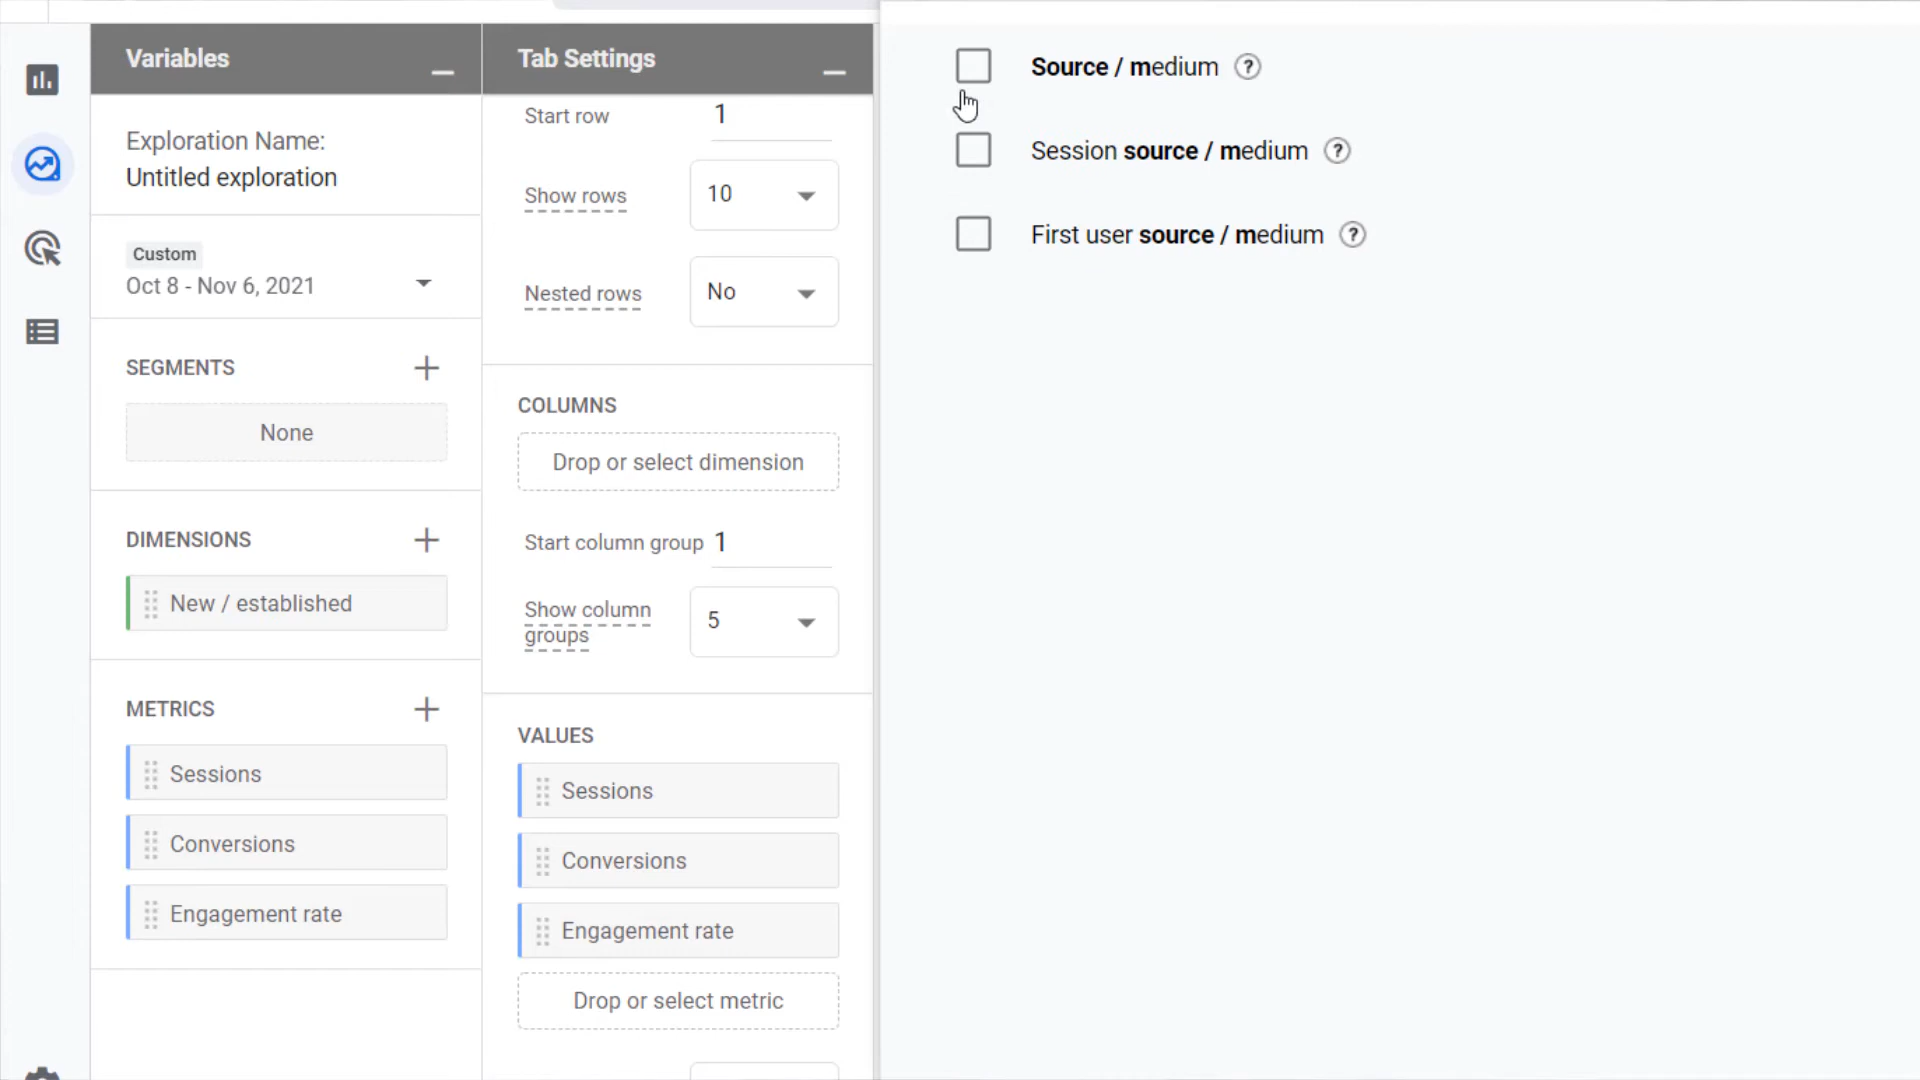 Variables
Exploration Name:
Untitled exploration
Custom
Oct 8 - Nov 6, 2021
SEGMENTS
None
DIMENSIONS
New / established
METRICS
Sessions
Conversions
Engagement rate
Tab Settings
Start row 1
Show rows 10
Nested rows No
COLUMNS
Drop or select dimension
Start column group 1
Show column
groups 5
VALUES
Sessions
Conversions
Engagement rate
Drop or select metric
Source / medium ?
Session source / medium ?
First user source / medium ?